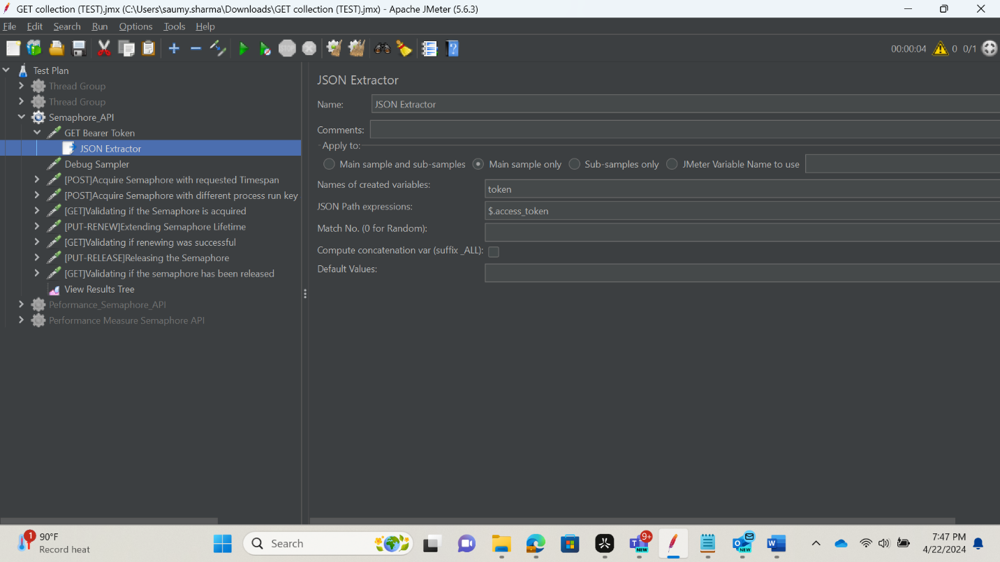 GET collection (TEST).jmx (C:\Users\saumy.sharma\Downloads\GET collection (TEST).jmx) - Apache JMeter (5.6.3)
File Edit Search Run Options Tools Help
STOP
?
00:00:04 0 0/1
Test Plan
Thread Group
Thread Group
Semaphore_API
GET Bearer Token
JSON Extractor
Debug Sampler
[POST]Acquire Semaphore with requested Timespan
[POST]Acquire Semaphore with different process run key
[GET]Validating if the Semaphore is acquired
[PUT-RENEW]Extending Semaphore Lifetime
[GET]Validating if renewing was successful
[PUT-RELEASE]Releasing the Semaphore
[GET]Validating if the semaphore has been released
View Results Tree
Peformance_Semaphore_API
Performance Measure Semaphore API
JSON Extractor
Name: JSON Extractor
Comments:
Apply to:
Main sample and sub-samples Main sample only Sub-samples only JMeter Variable Name to use
Names of created variables: token
JSON Path expressions: $.access_token
Match No. (0 for Random):
Compute concatenation var (suffix _ALL):
Default Values:
1
90°F
Record heat
Search
9+
T
NEW
NEW
W
7:47 PM
4/22/2024